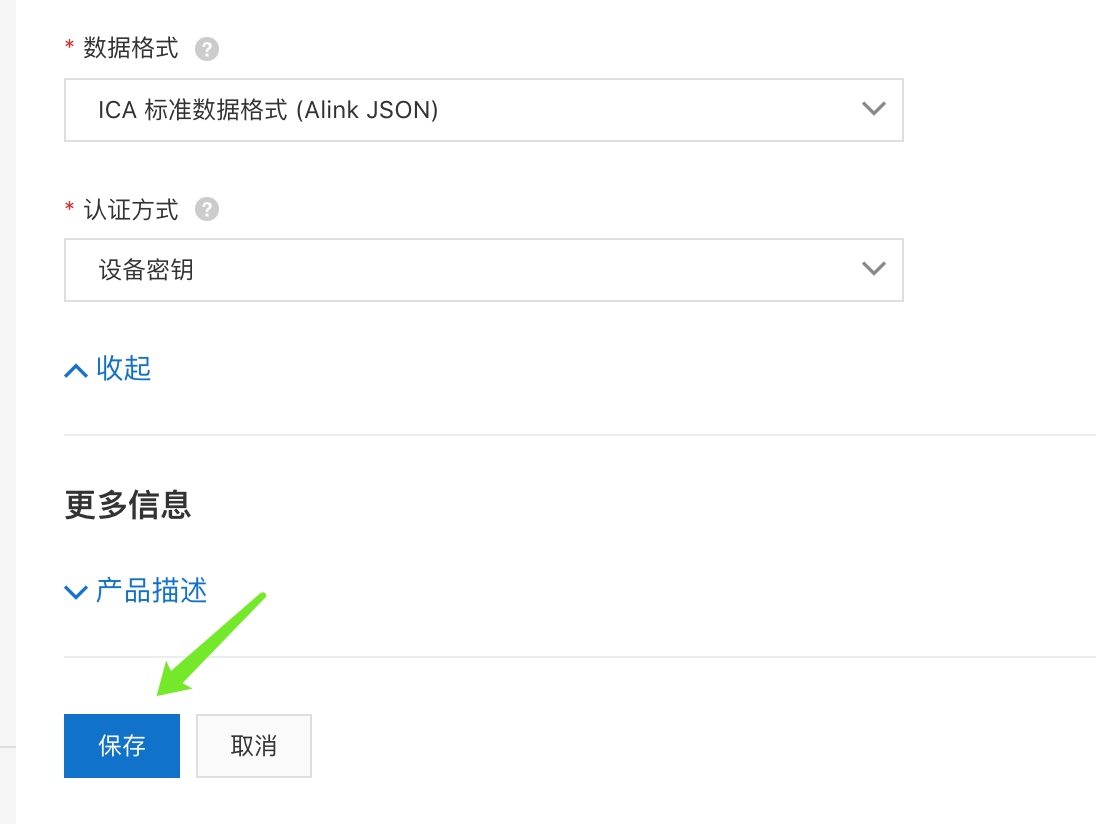 * 数据格式 ?
ICA 标准数据格式 (Alink JSON)
* 认证方式 ?
设备密钥
收起
更多信息
产品描述
保存 取消